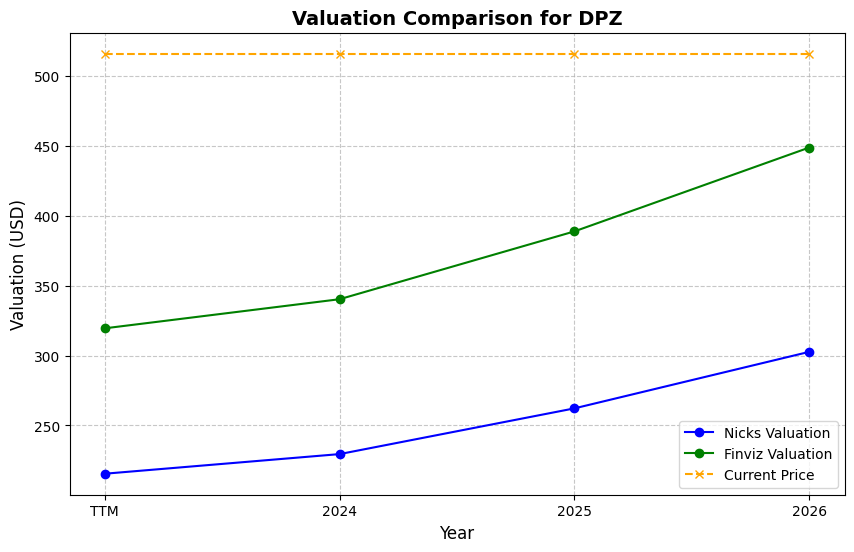 Valuation Comparison for DPZ
Valuation (USD)
500
450
400
350
300
250
TTM
2024
2025
2026
Year
Nicks Valuation
Finviz Valuation
Current Price